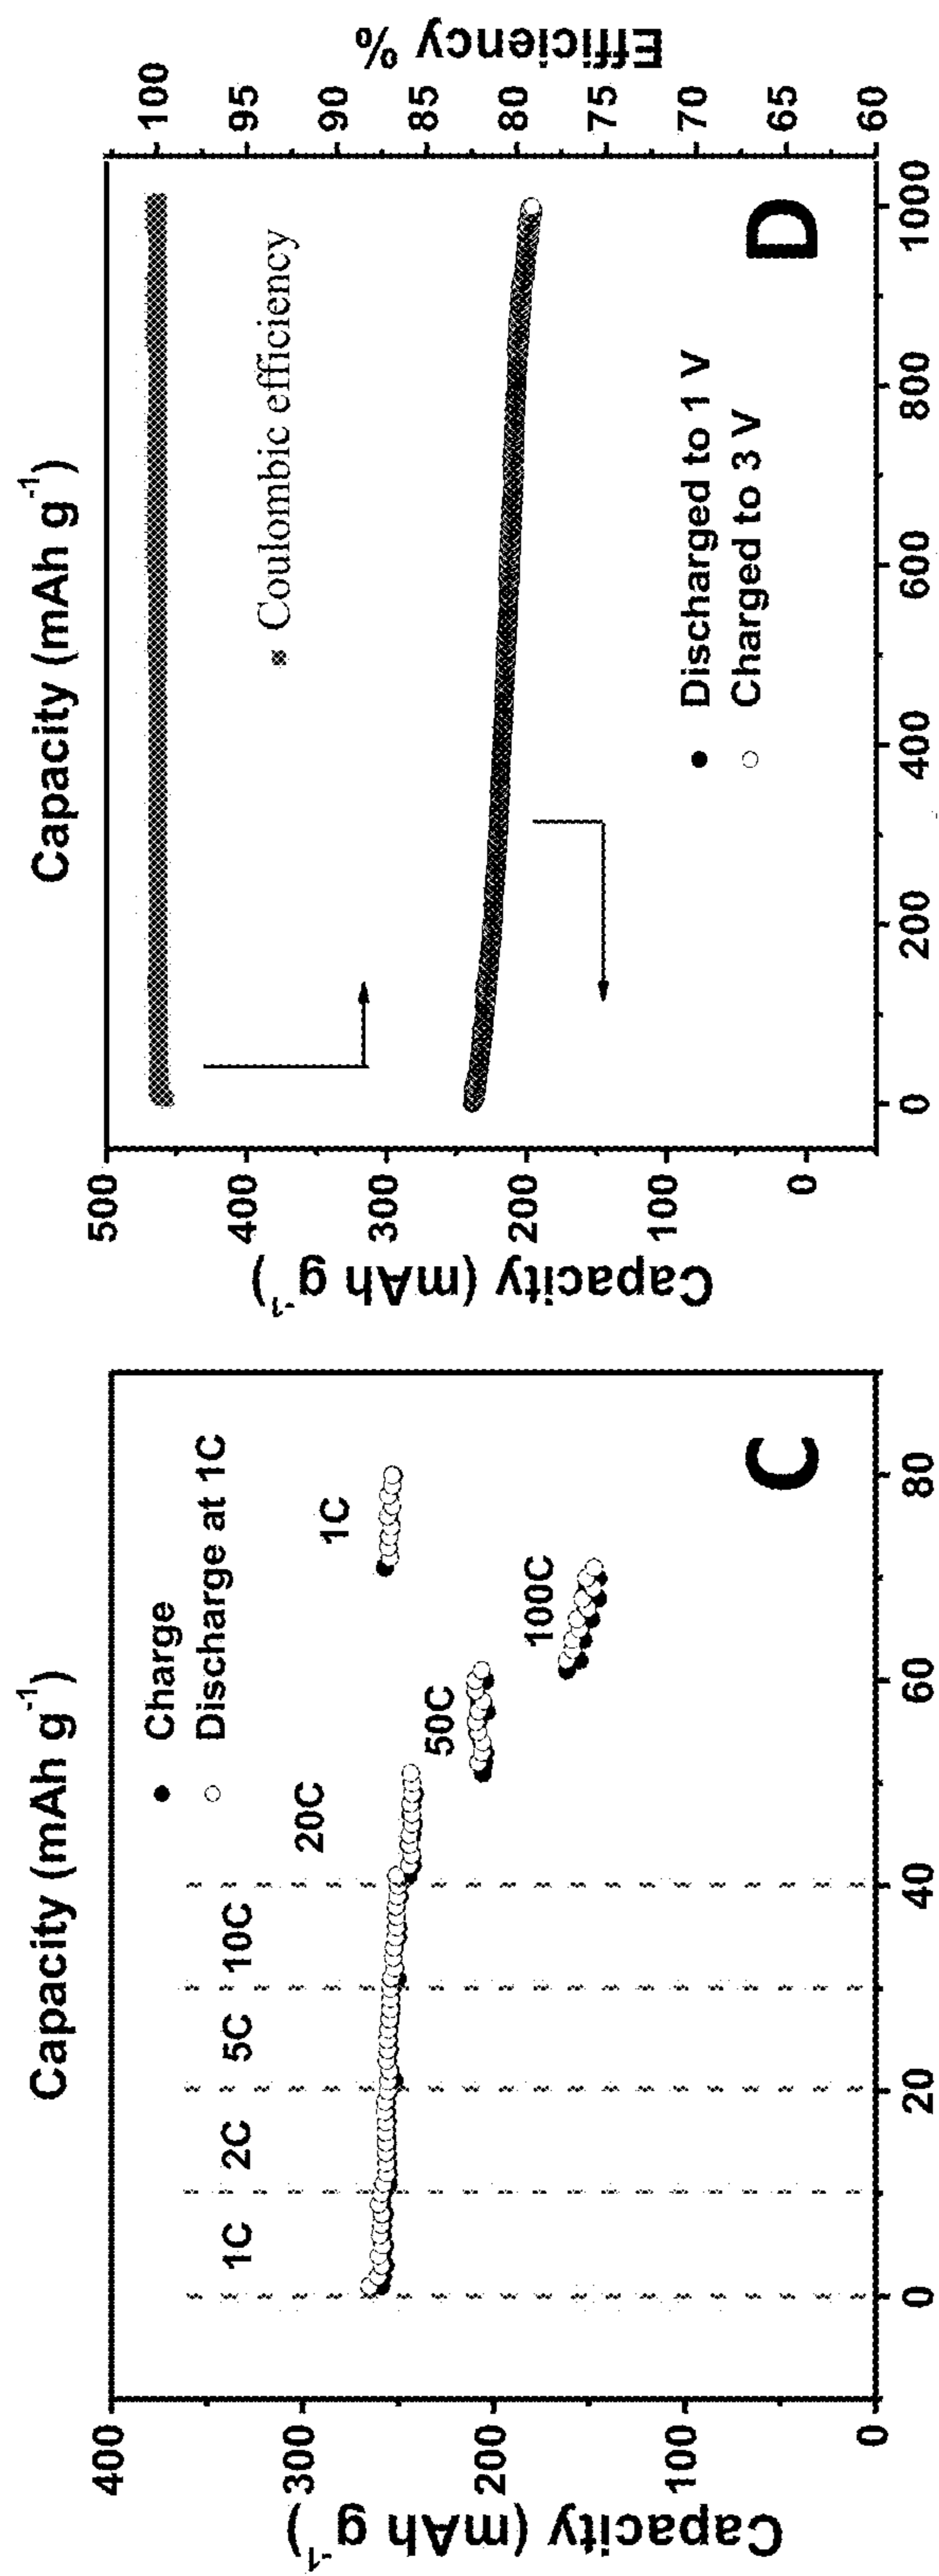 Capacity (mAh g-1)
Capacity (mAh g-1)
400
300
200
100
0
0
20
40
60
80
1C
2C
5C
10C
20C
50C
100C
1C
Charge
Discharge at 1C
C
Capacity (mAh g-1)
Capacity (mAh g-1)
500
400
300
200
100
0
0
200
400
600
800
1000
Coulombic efficiency
Discharged to 1 V
Charged to 3 V
D
Efficiency %
100
95
90
85
80
75
70
65
60